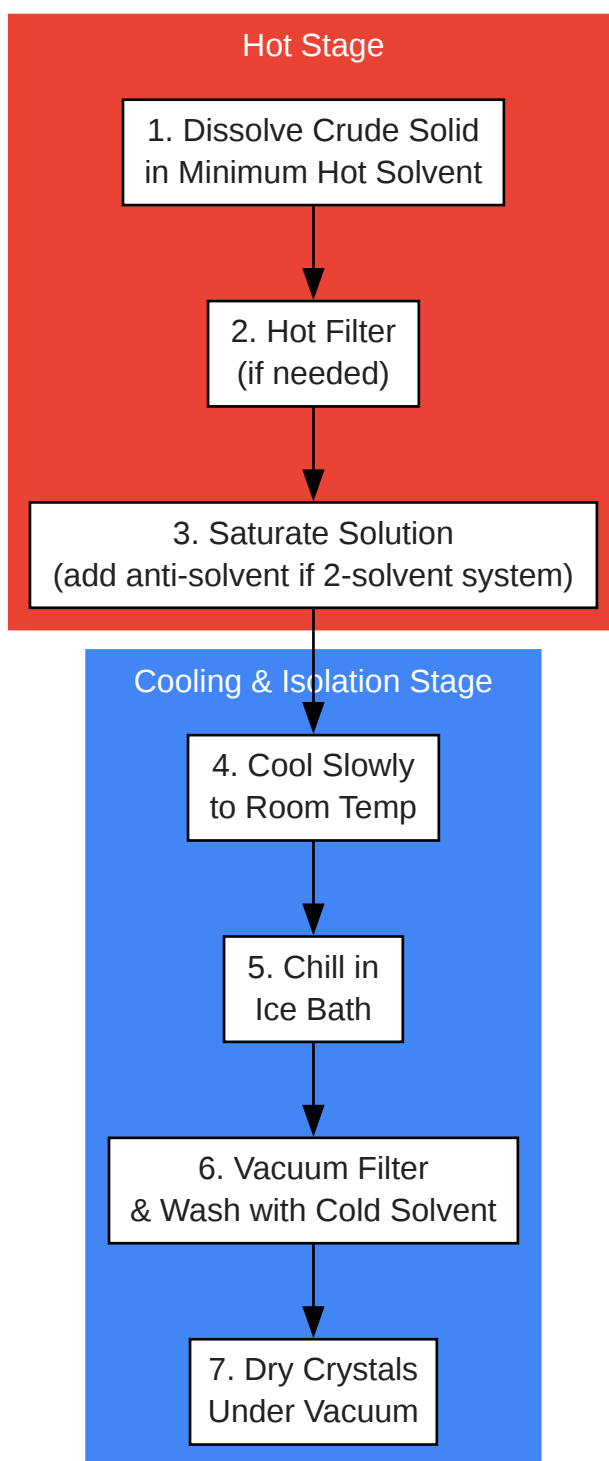 Hot Stage
1. Dissolve Crude Solid
in Minimum Hot Solvent
2. Hot Filter
(if needed)
3. Saturate Solution
(add anti-solvent if 2-solvent system)
Cooling & Isolation Stage
4. Cool Slowly
to Room Temp
5. Chill in
Ice Bath
6. Vacuum Filter
& Wash with Cold Solvent
7. Dry Crystals
Under Vacuum